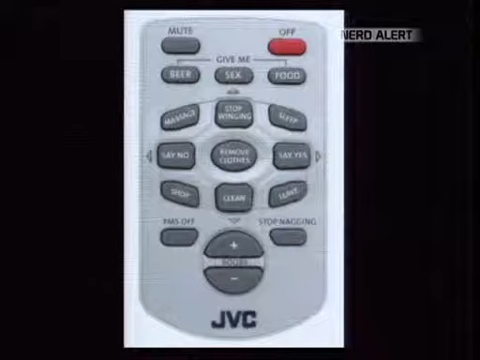 NERD ALERT
MUTE
OFF
GIVE ME
BEER
SEX
FOOD
MASSAGE
STOP
WINGING
SLEEP
SAY NO
REMOVE
CLOTHES
SAY YES
SHOP
CLEAN
LEAVE
PMS OFF
STOP NAGGING
+
BOOBS
-
JVC